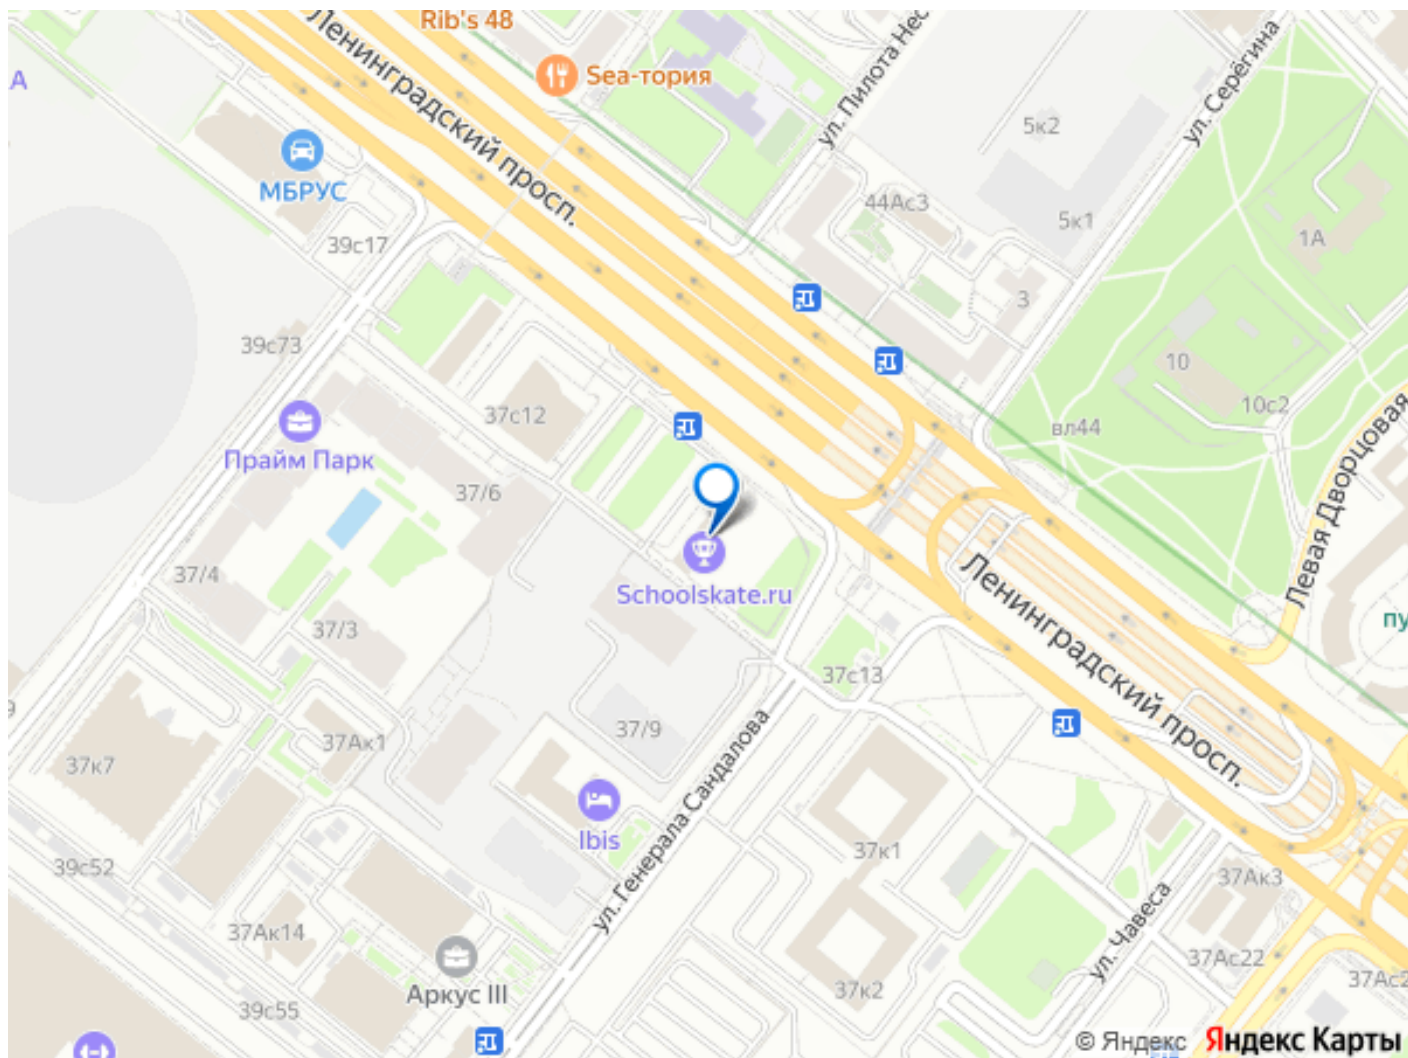 Rib's 48
Ленинградский просп.
Sea-тория
ул. Пилота Нес
ул. Серёгина
А
МБРУС
5к2
44Ас3
5к1
1А
39с17
3
39с73
10
10с2
37с12
вл44
Прайм Парк
37/6
Левая Дворцовая
Schoolskate.ru
37/4
Ленинградский просп.
пу
37/3
37с13
9
37/9
37Ак1
37к7
Ibis
ул. Генерала Сандалова
37к1
39с52
37Ак3
ул. Чавеса
37Ак14
37Ас22
37Ас2
Аркус III
37к2
39с55
© Яндекс Яндекс Карты